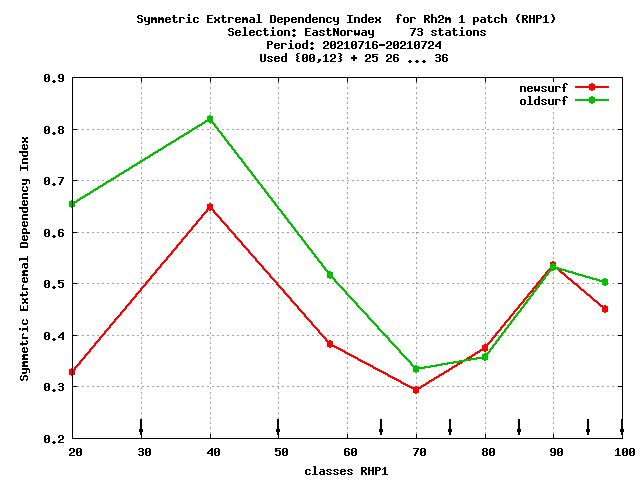 Symmetric Extremal Dependency Index  for Rh2m 1 patch (RHP1)
Selection: EastNorway     73 stations
Period: 20210716-20210724
Used {00,12} + 25 26 ... 36
newsurf
oldsurf
Symmetric Extremal Dependency Index
0.9
0.8
0.7
0.6
0.5
0.4
0.3
0.2
20 30 40 50 60 70 80 90 100
classes RHP1